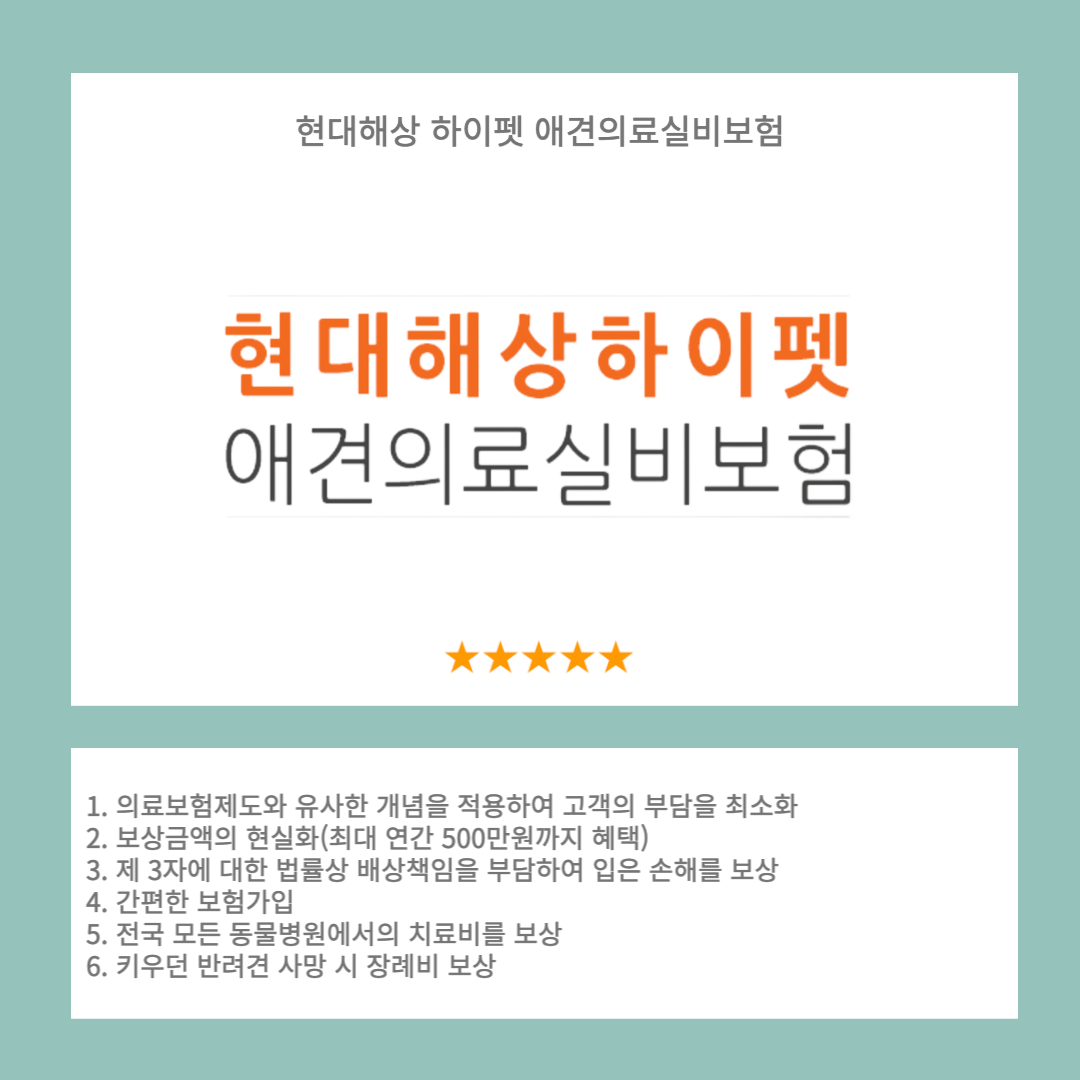 현대해상 하이펫 애견의료실비보험
현대해상하이펫
애견의료실비보험
★★★★★
1. 의료보험제도와 유사한 개념을 적용하여 고객의 부담을 최소화
2. 보상금액의 현실화(최대 연간 500만원까지 혜택)
3. 제 3자에 대한 법률상 배상책임을 부담하여 입은 손해를 보상
4. 간편한 보험가입
5. 전국 모든 동물병원에서의 치료비를 보상
6. 키우던 반려견 사망 시 장례비 보상